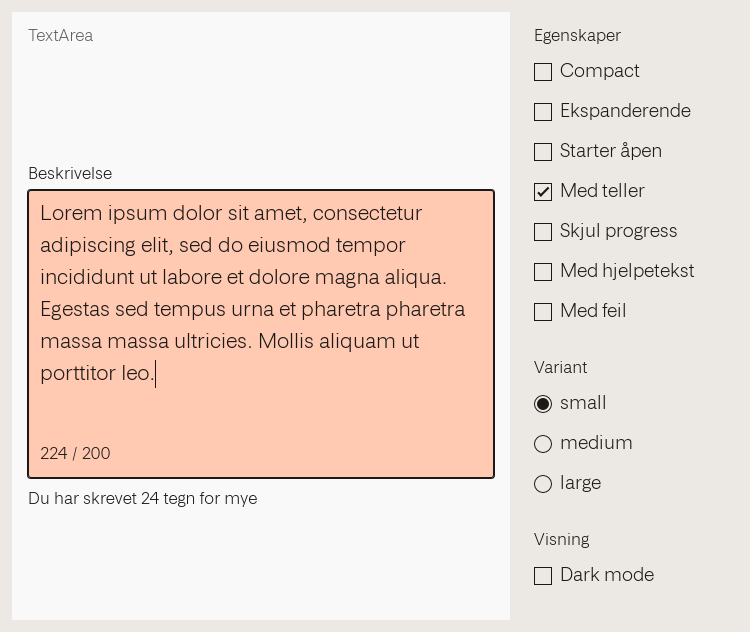 TextArea
Beskrivelse
Lorem ipsum dolor sit amet, consectetur
adipiscing elit, sed do eiusmod tempor
incididunt ut labore et dolore magna aliqua.
Egestas sed tempus urna et pharetra pharetra
massa massa ultricies. Mollis aliquam ut
porttitor leo.
224 / 200
Du har skrevet 24 tegn for mye
Egenskaper
Compact
Ekspanderende
Starter åpen
Med teller
Skjul progress
Med hjelpetekst
Med feil
Variant
small
medium
large
Visning
Dark mode